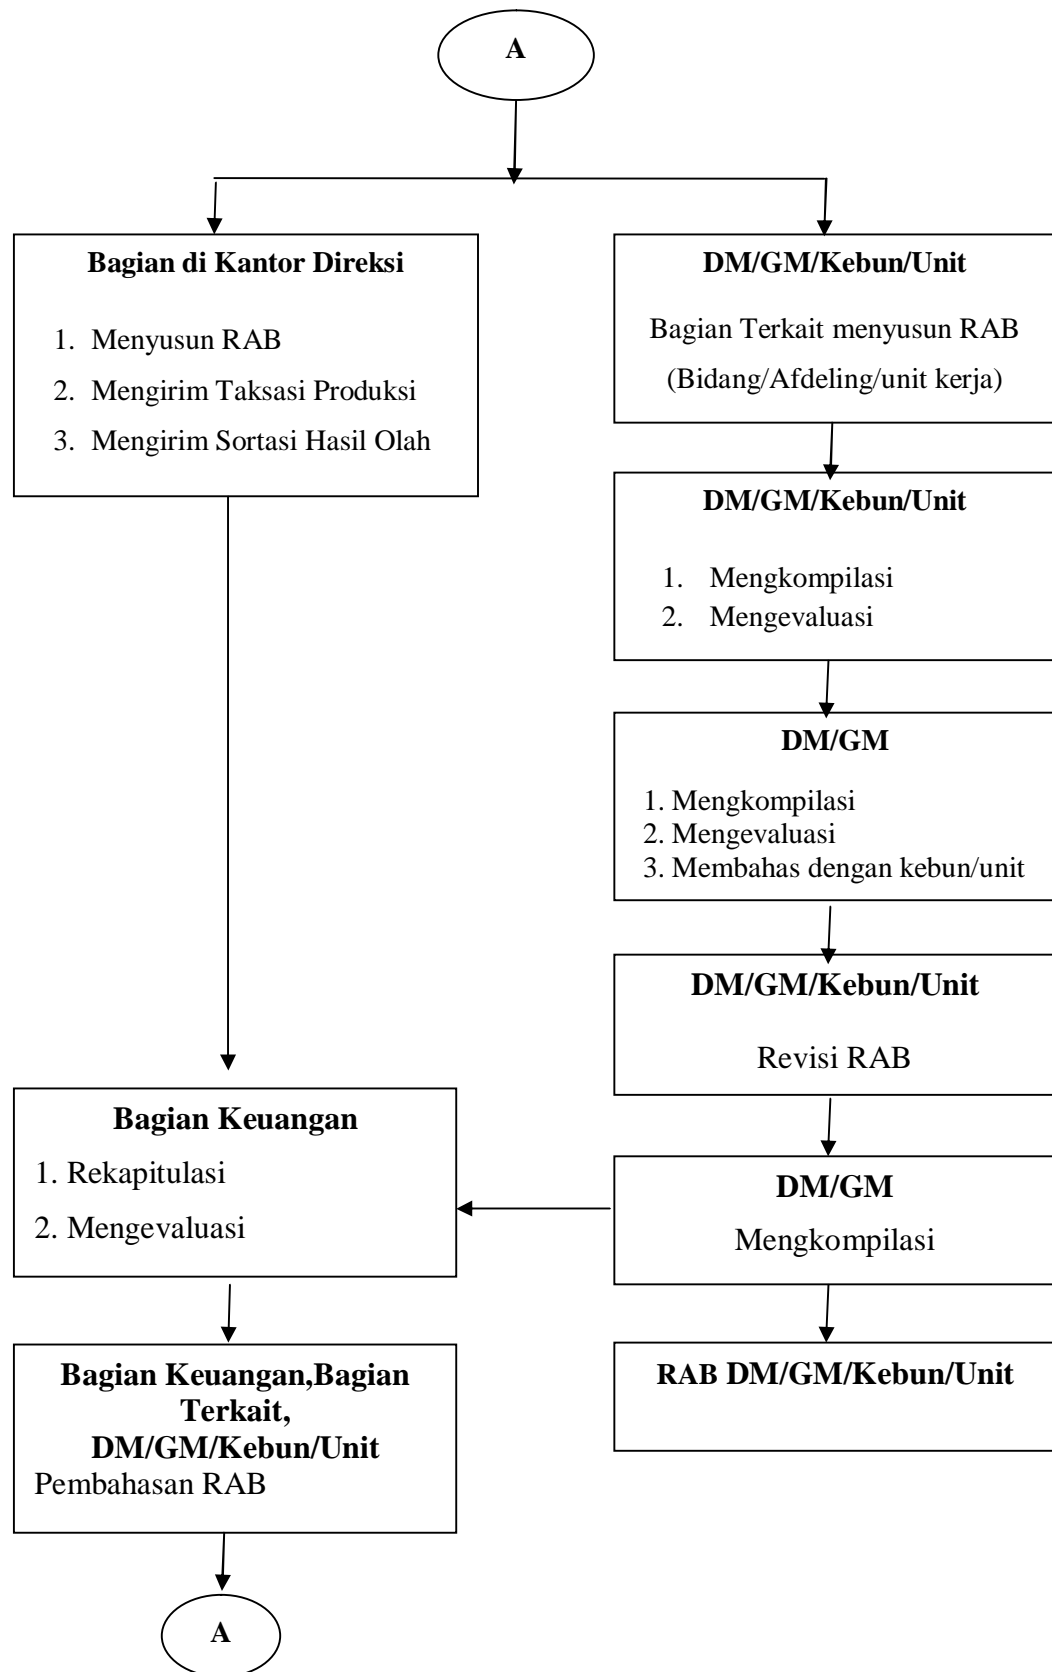 A
Bagian di Kantor Direksi
1. Menyusun RAB
2. Mengirim Taksasi Produksi
3. Mengirim Sortasi Hasil Olah
DM/GM/Kebun/Unit
Bagian Terkait menyusun RAB
(Bidang/Afdeling/unit kerja)
DM/GM/Kebun/Unit
1. Mengkompilasi
2. Mengevaluasi
DM/GM
1. Mengkompilasi
2. Mengevaluasi
3. Membahas dengan kebun/unit
DM/GM/Kebun/Unit
Revisi RAB
Bagian Keuangan
1. Rekapitulasi
2. Mengevaluasi
DM/GM
Mengkompilasi
Bagian Keuangan,Bagian
Terkait,
DM/GM/Kebun/Unit
Pembahasan RAB
RAB DM/GM/Kebun/Unit
A